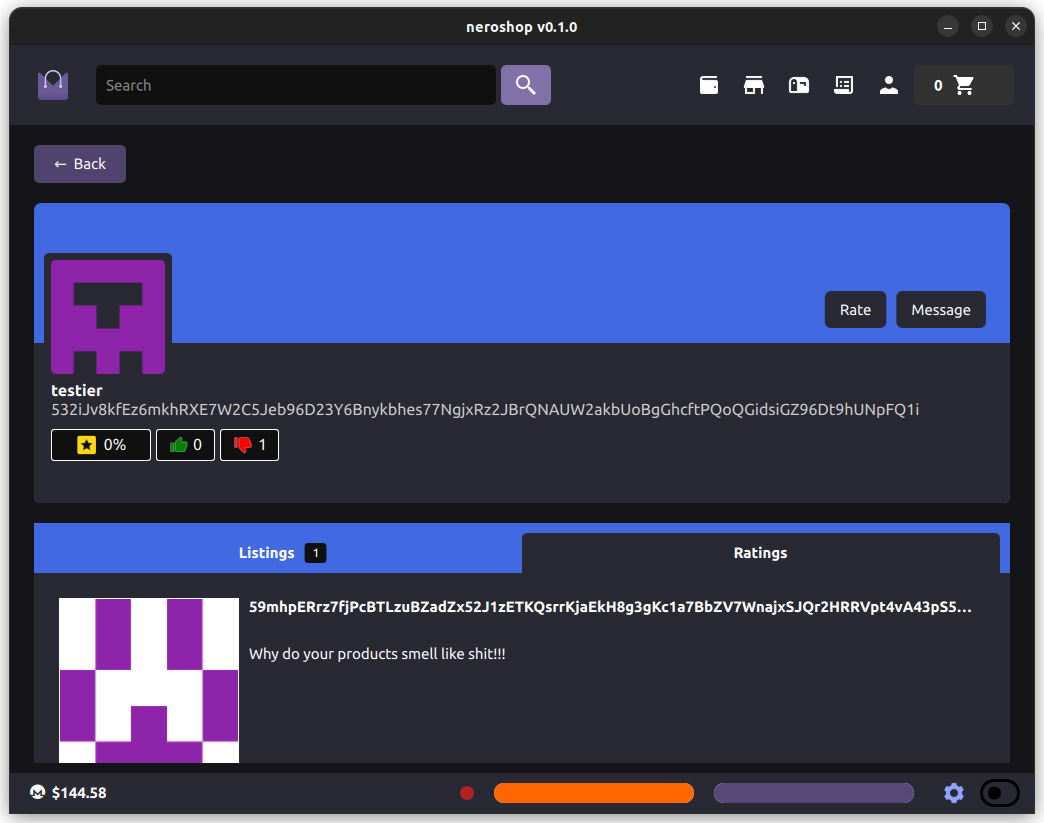 neroshop v0.1.0
Search
0
← Back
Rate
Message
testier
532iJv8kfEz6mkhRXE7W2C5Jeb96D23Y6Bnykbhes77NgjxRz2JBrQNAUW2akbUoBgGhcftPQoQGidsiGZ96Dt9hUNpFQ1i
0%
0
1
Listings 1
Ratings
59mhpERrz7fjPcBTLzuBZadZx52J1zETKQsrrKjaEkH8g3gKc1a7BbZV7WnajxSJQr2HRRVpt4vA43pS5...
Why do your products smell like shit!!!
$144.58